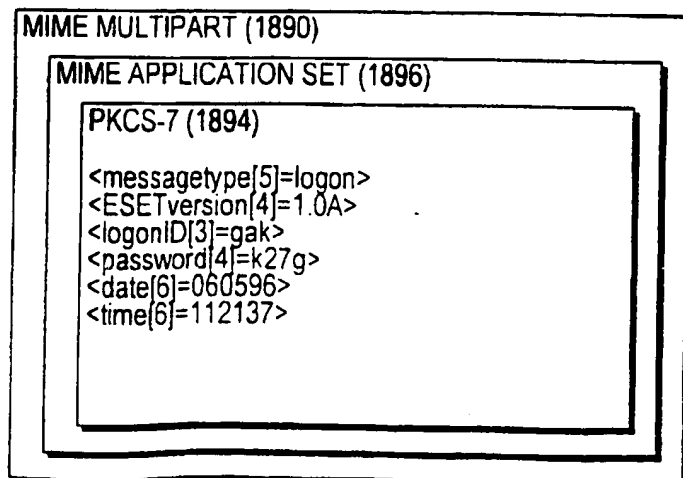 MIME MULTIPART (1890)
MIME APPLICATION SET (1896)
PKCS-7 (1894)
<messagetype[5]=logon>
<ESETversion[4]=1.0A>
<logonID[3]=gak>
<password[4]=k27g>
<date[6]=060596>
<time[6]=112137>